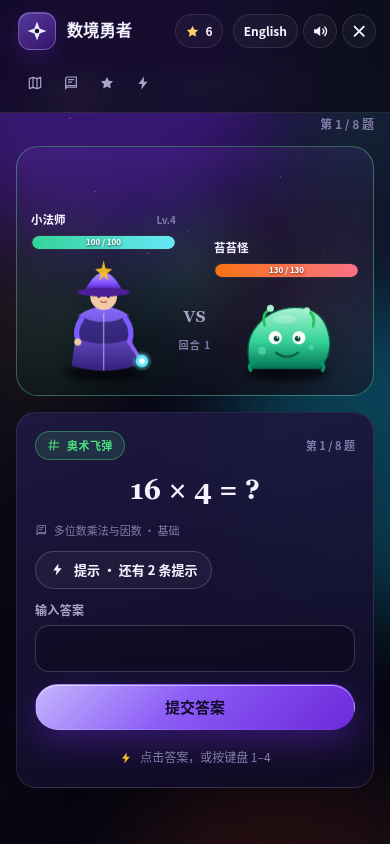 数境勇者
6
English
第 1 / 8 题
小法师
Lv.4
100 / 100
苔苔怪
130 / 130
VS
回合 1
奥术飞弹
第 1 / 8 题
16 × 4 = ?
多位数乘法与因数 · 基础
提示 · 还有 2 条提示
输入答案
提交答案
点击答案，或按键盘 1–4